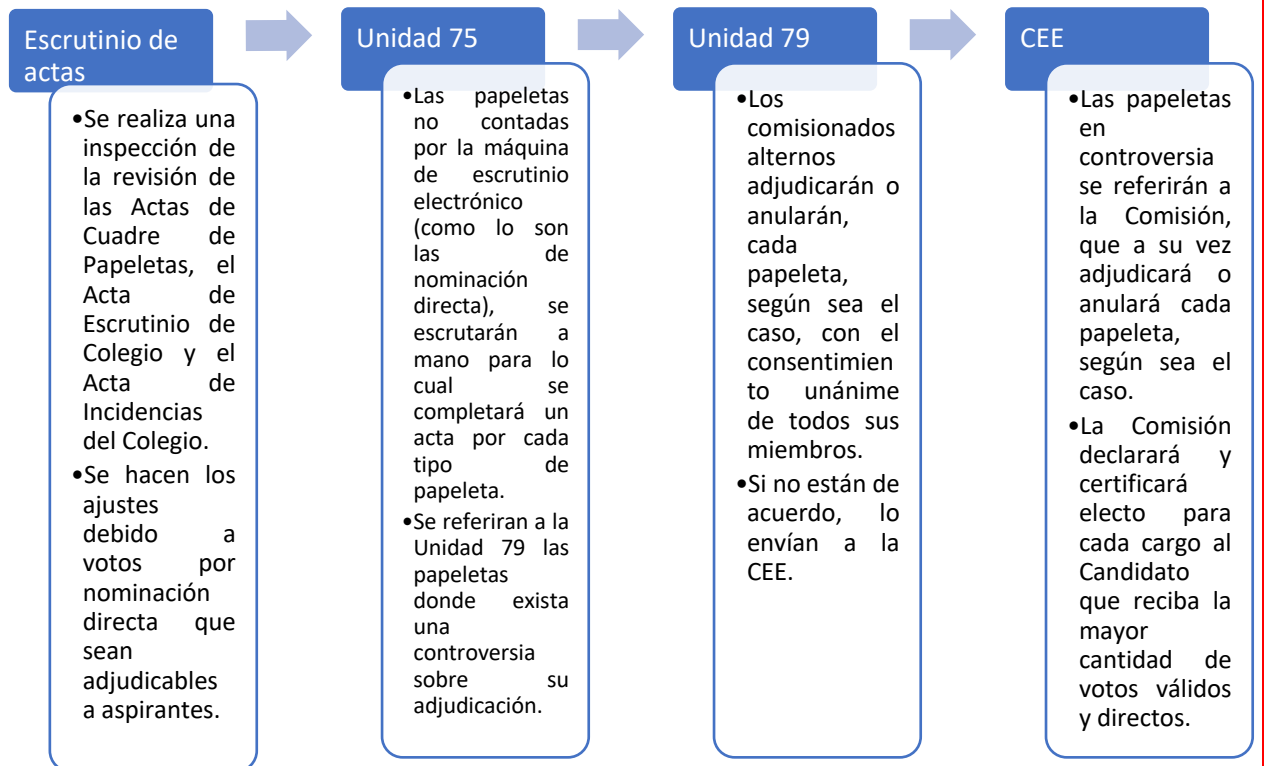 Escrutinio de
actas
•Se realiza una
inspección de
la revisión de
las Actas de
Cuadre de
Papeletas, el
Acta de
Escrutinio de
Colegio y el
Acta de
Incidencias
del Colegio.
•Se hacen los
ajustes
debido a
votos por
nominación
directa que
sean
adjudicables
a aspirantes.
Unidad 75
•Las papeletas
no contadas
por la máquina
de escrutinio
electrónico
(como lo son
las de
nominación
directa), se
escrutarán a
mano para lo
cual se
completará un
acta por cada
tipo de
papeleta.
•Se referiran a la
Unidad 79 las
papeletas
donde exista
una
controversia
sobre su
adjudicación.
Unidad 79
•Los
comisionados
alternos
adjudicarán o
anularán,
cada
papeleta,
según sea el
caso, con el
consentimien
to unánime
de todos sus
miembros.
•Si no están de
acuerdo, lo
envían a la
CEE.
CEE
•Las papeletas
en
controversia
se referirán a
la Comisión,
que a su vez
adjudicará o
anulará cada
papeleta,
según sea el
caso.
•La Comisión
declarará y
certificará
electo para
cada cargo al
Candidato
que reciba la
mayor
cantidad de
votos válidos
y directos.